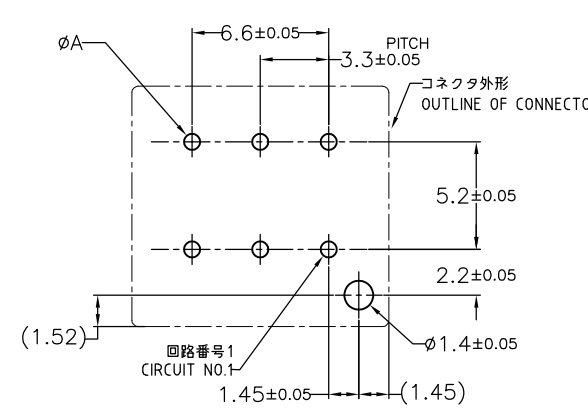 6.6±0.05
ØA
PITCH
3.3±0.05
コネクタ外形
OUTLINE OF CONNECTO
5.2±0.05
2.2±0.05
(1.52)
回路番号1
CIRCUIT NO.1
Ø1.4±0.05
1.45±0.05
(1.45)